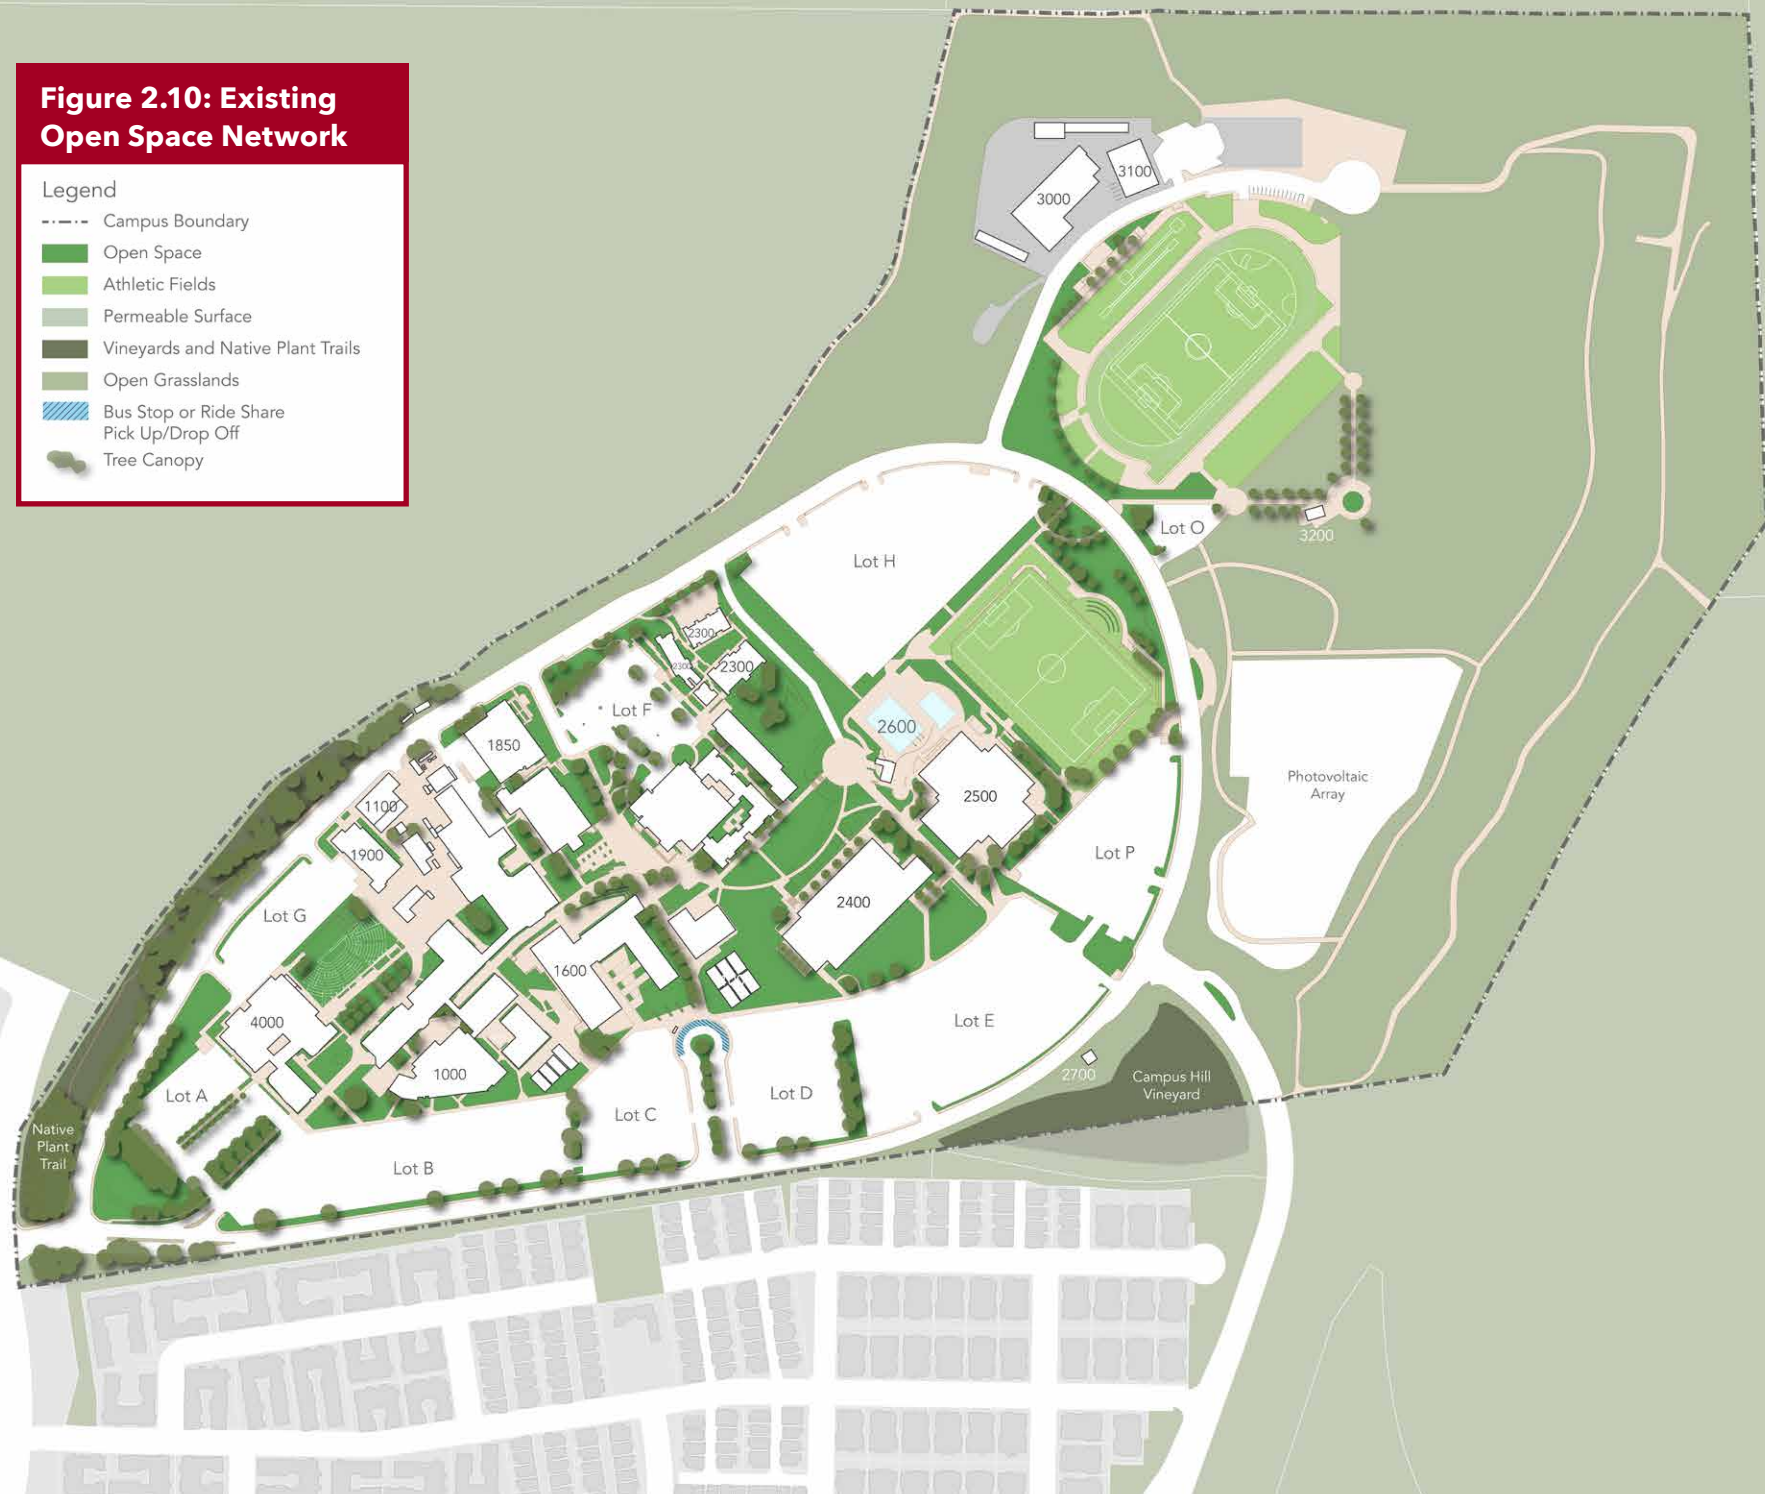 Figure 2.10: Existing
Open Space Network
Legend
Campus Boundary
Open Space
Athletic Fields
Permeable Surface
Vineyards and Native Plant Trails
Open Grasslands
Bus Stop or Ride Share
Pick Up/Drop Off
Tree Canopy
3100
3000
Lot O
3200
Lot H
2300
2300
2300
Lot F
2600
1850
Photovoltaic
Array
2500
1100
Lot P
1900
2400
Lot G
1600
4000
Lot E
1000
2700
Campus Hill
Vineyard
Lot A
Lot D
Lot C
Native
Plant
Trail
Lot B